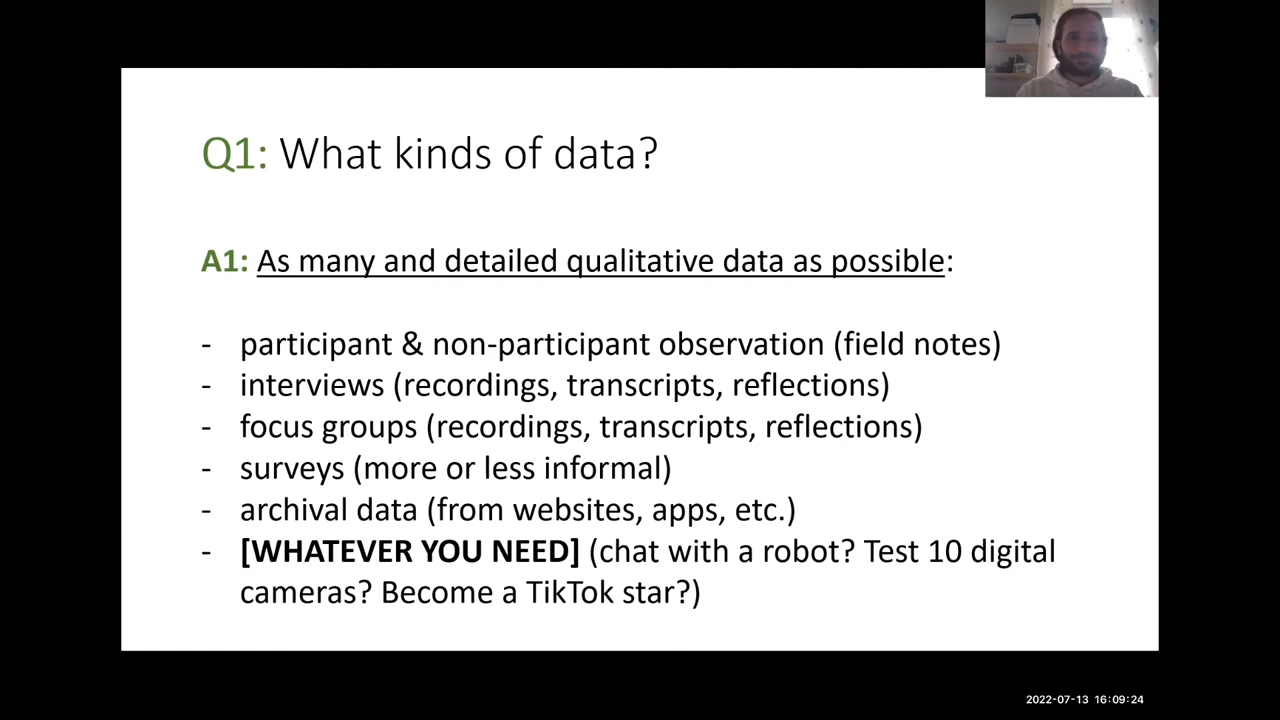 Q1: What kinds of data?
A1: As many and detailed qualitative data as possible:
- participant & non-participant observation (field notes)
- interviews (recordings, transcripts, reflections)
- focus groups (recordings, transcripts, reflections)
- surveys (more or less informal)
- archival data (from websites, apps, etc.)
- [WHATEVER YOU NEED] (chat with a robot? Test 10 digital
cameras? Become a TikTok star?)
2022-07-13 16:09:24